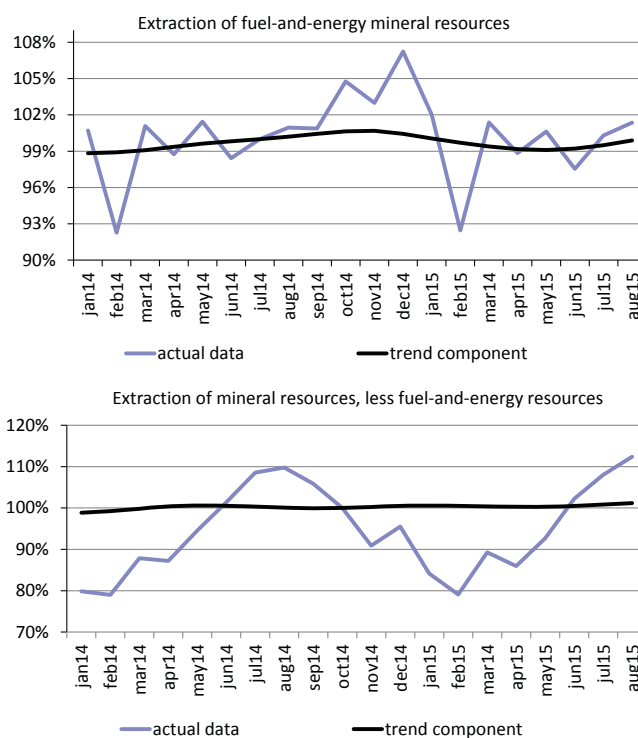 Extraction of fuel-and-energy mineral resources
108%
105%
102%
99%
96%
93%
90%
jan14
feb14
mar14
apr14
may14
jun14
jul14
aug14
sep14
oct14
nov14
dec14
jan15
feb15
mar15
apr15
may15
jun15
jul15
aug15
actual data trend component
Extraction of mineral resources, less fuel-and-energy resources
120%
110%
100%
90%
80%
70%
jan14
feb14
mar14
apr14
may14
jun14
jul14
aug14
sep14
oct14
nov14
dec14
jan15
feb15
mar15
apr15
may15
jun15
jul15
aug15
actual data trend component